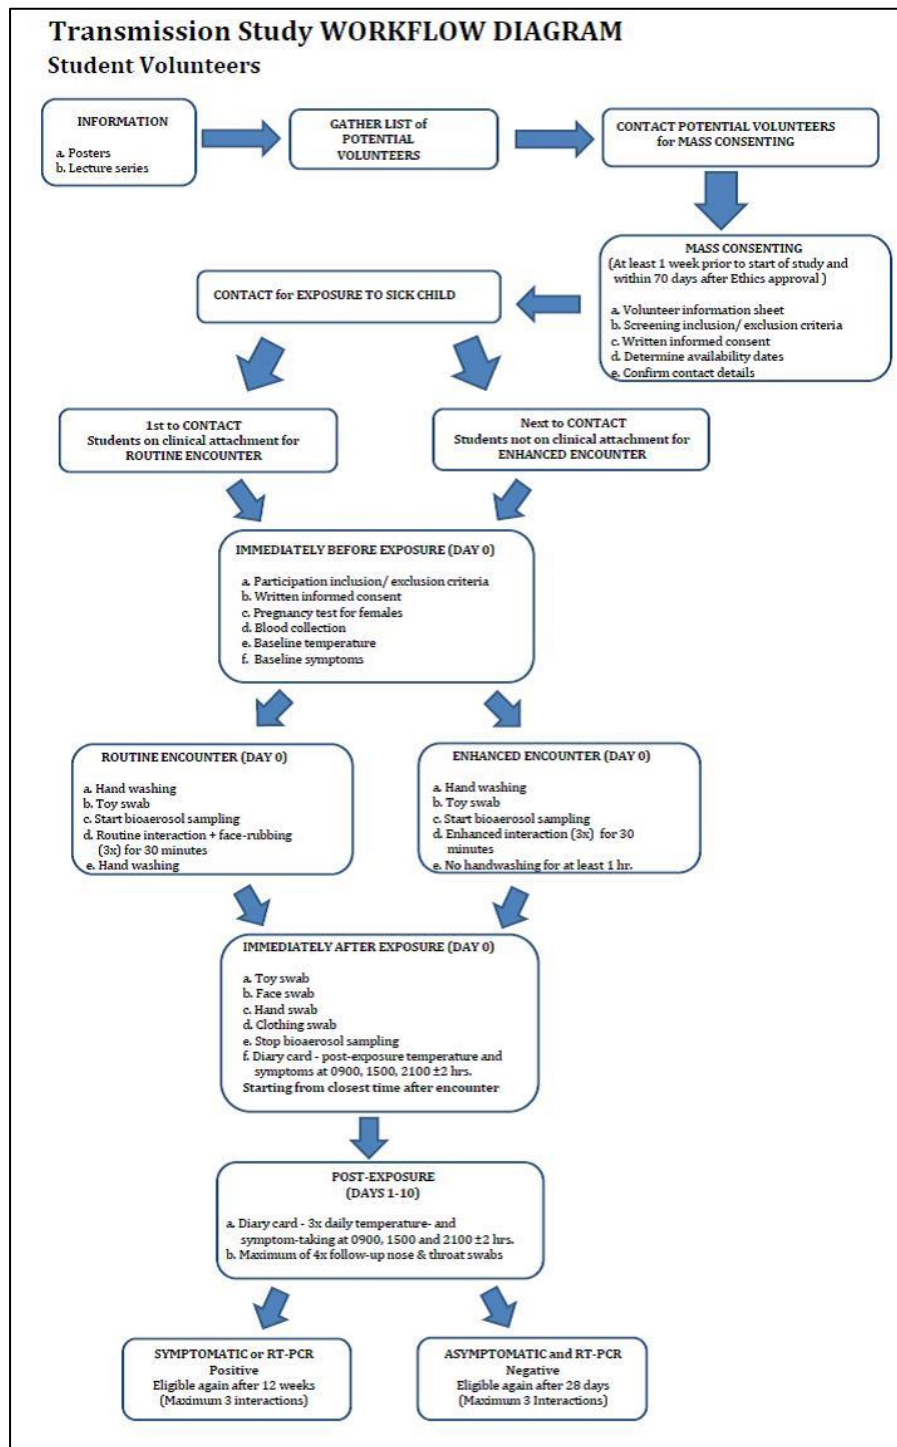 Transmission Study WORKFLOW DIAGRAM
Student Volunteers
INFORMATION
a. Posters
b. Lecture series
GATHER LIST of
POTENTIAL
VOLUNTEERS
CONTACT POTENTIAL VOLUNTEERS
for MASS CONSENTING
MASS CONSENTING
(At least 1 week prior to start of study and
within 70 days after Ethics approval )
a. Volunteer information sheet
b. Screening inclusion/ exclusion criteria
c. Written informed consent
d. Determine availability dates
e. Confirm contact details
CONTACT for EXPOSURE TO SICK CHILD
1st to CONTACT
Students on clinical attachment for
ROUTINE ENCOUNTER
Next to CONTACT
Students not on clinical attachment for
ENHANCED ENCOUNTER
IMMEDIATELY BEFORE EXPOSURE (DAY 0)
a. Participation inclusion/ exclusion criteria
b. Written informed consent
c. Pregnancy test for females
d. Blood collection
e. Baseline temperature
f. Baseline symptoms
ROUTINE ENCOUNTER (DAY 0)
a. Hand washing
b. Toy swab
c. Start bioaerosol sampling
d. Routine interaction + face-rubbing
(3x) for 30 minutes
e. Hand washing
ENHANCED ENCOUNTER (DAY 0)
a. Hand washing
b. Toy swab
c. Start bioaerosol sampling
d. Enhanced interaction (3x) for 30
minutes
e. No handwashing for at least 1 hr.
IMMEDIATELY AFTER EXPOSURE (DAY 0)
a. Toy swab
b. Face swab
c. Hand swab
d. Clothing swab
e. Stop bioaerosol sampling
f. Diary card - post-exposure temperature and
symptoms at 0900, 1500, 2100 ±2 hrs.
Starting from closest time after encounter
POST-EXPOSURE
(DAYS 1-10)
a. Diary card - 3x daily temperature- and
symptom-taking at 0900, 1500 and 2100 ±2 hrs.
b. Maximum of 4x follow-up nose & throat swabs
SYMPTOMATIC or RT-PCR
Positive
Eligible again after 12 weeks
(Maximum 3 interactions)
ASYMPTOMATIC and RT-PCR
Negative
Eligible again after 28 days
(Maximum 3 Interactions)